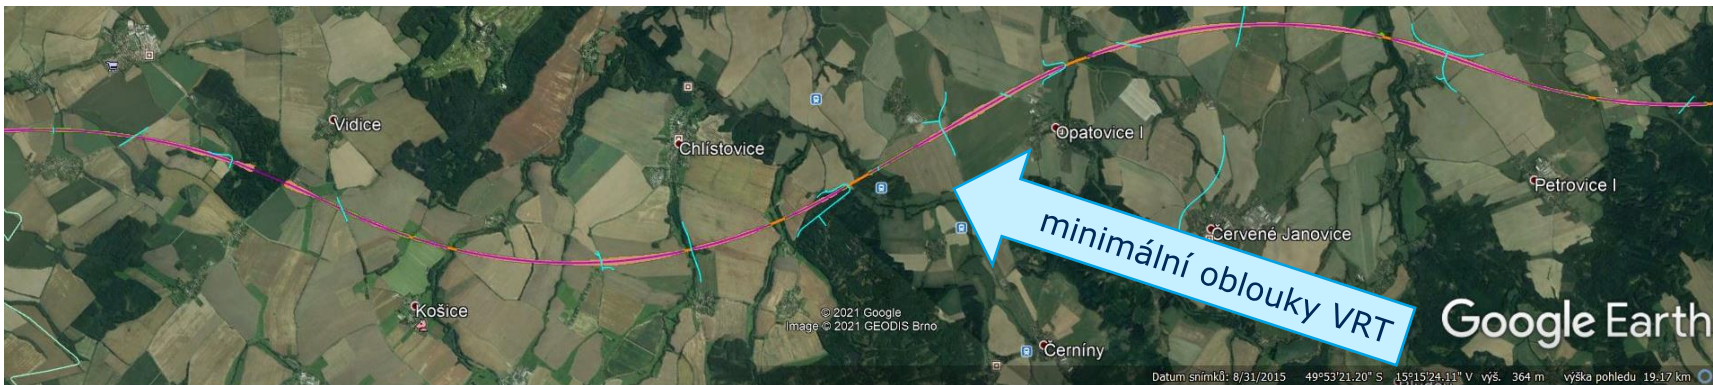 Vidice
Chlístovice
Opatovice I
Petrovice I
Červené Janovice
minimální oblouky VRT
Košice
Černíny
© 2021 Google
Image © 2021 GEODIS Brno
Google Earth
Datum snímků: 8/31/2015 49°53'21.20" S 15°15'24.11" V výš. 364 m výška pohledu 19.17 km